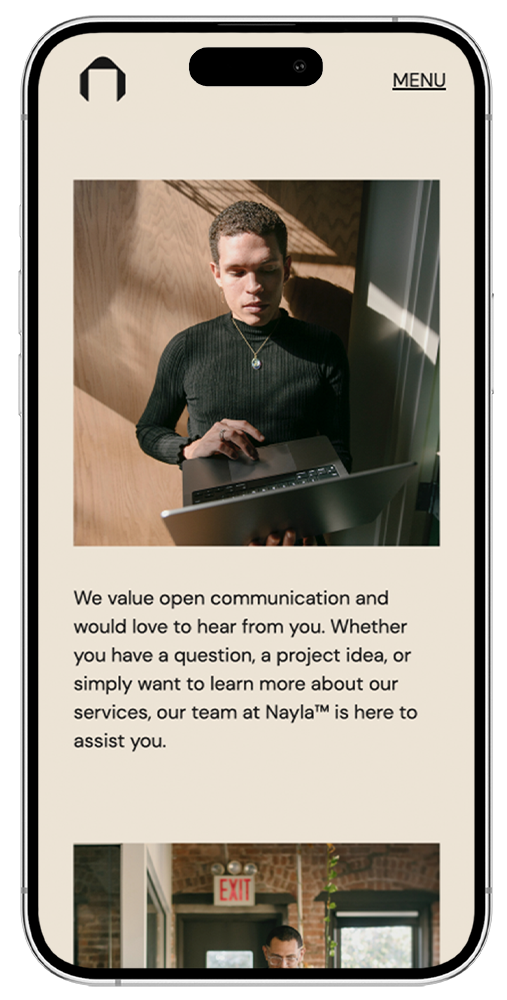 MENU
We value open communication and
would love to hear from you. Whether
you have a question, a project idea, or
simply want to learn more about our
services, our team at Nayla™ is here to
assist you.
EXIT